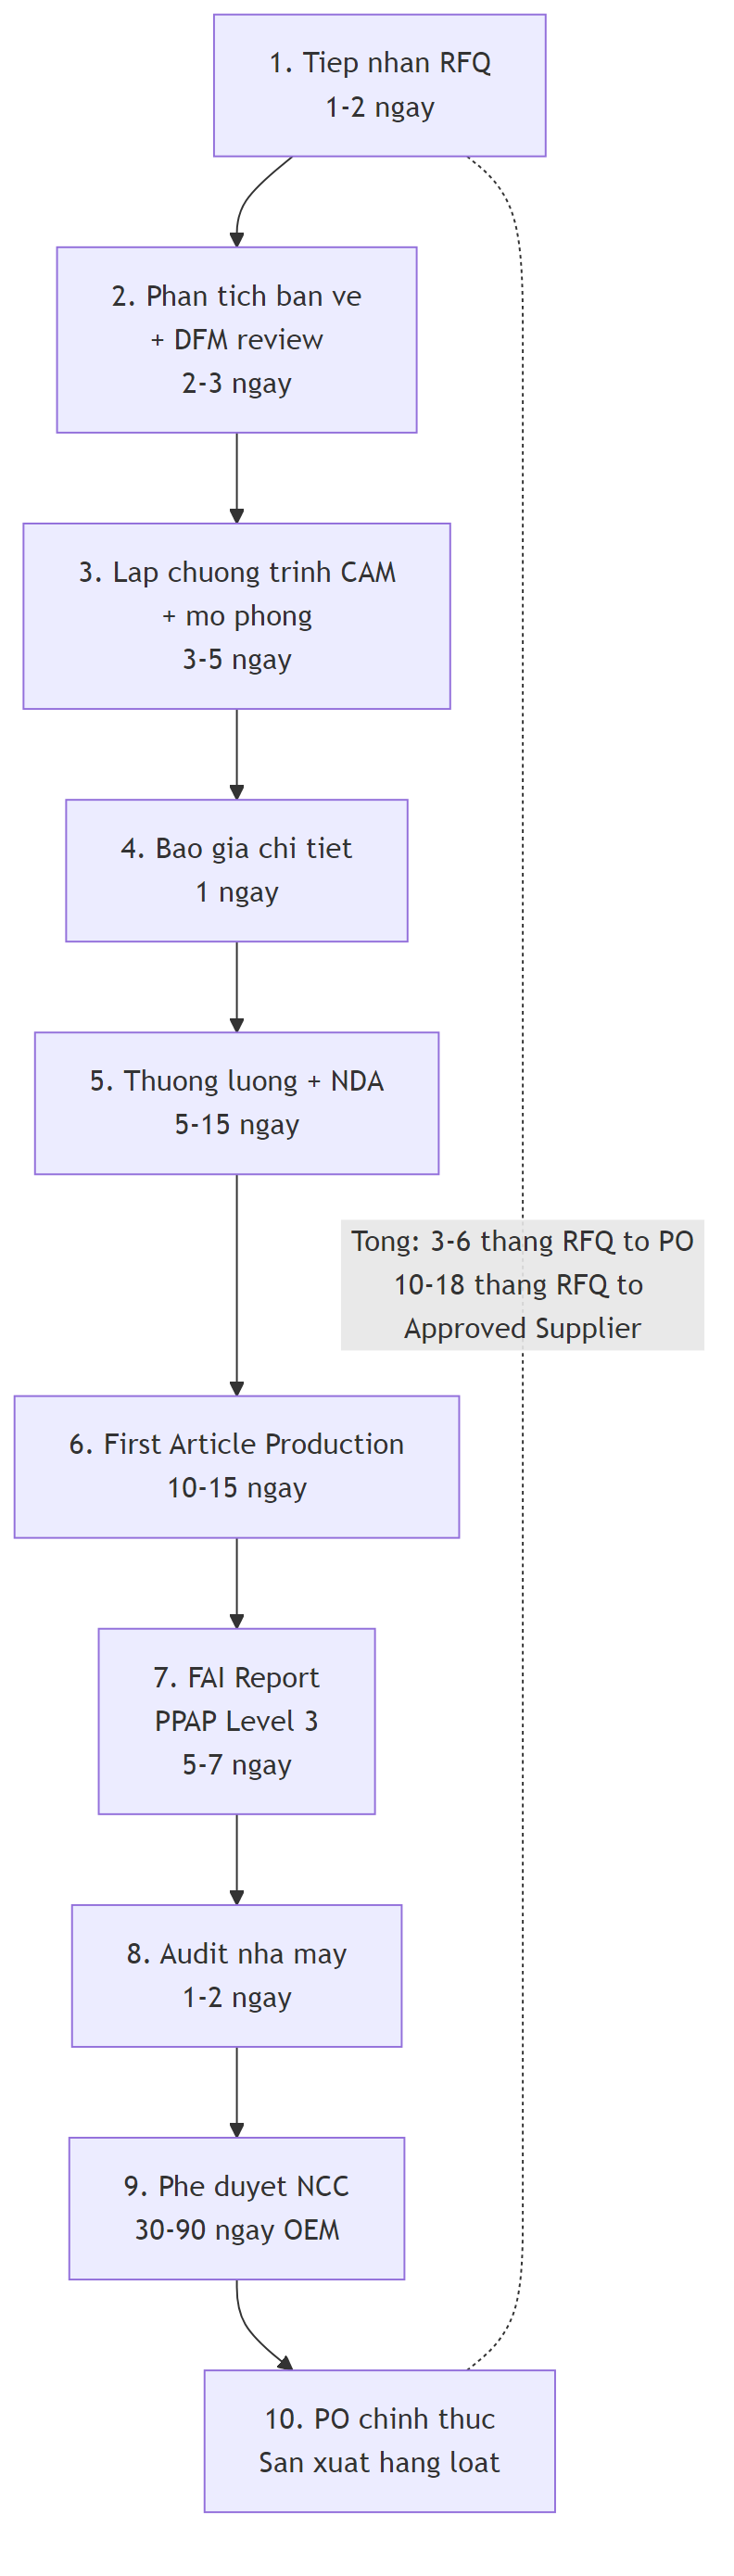 1. Tiep nhan RFQ
1-2 ngay
2. Phan tich ban ve
+ DFM review
2-3 ngay
3. Lap chuong trinh CAM
+ mo phong
3-5 ngay
4. Bao gia chi tiet
1 ngay
5. Thuong luong + NDA
5-15 ngay
Tong: 3-6 thang RFQ to PO
10-18 thang RFQ to
Approved Supplier
6. First Article Production
10-15 ngay
7. FAI Report
PPAP Level 3
5-7 ngay
8. Audit nha may
1-2 ngay
9. Phe duyet NCC
30-90 ngay OEM
10. PO chinh thuc
San xuat hang loat